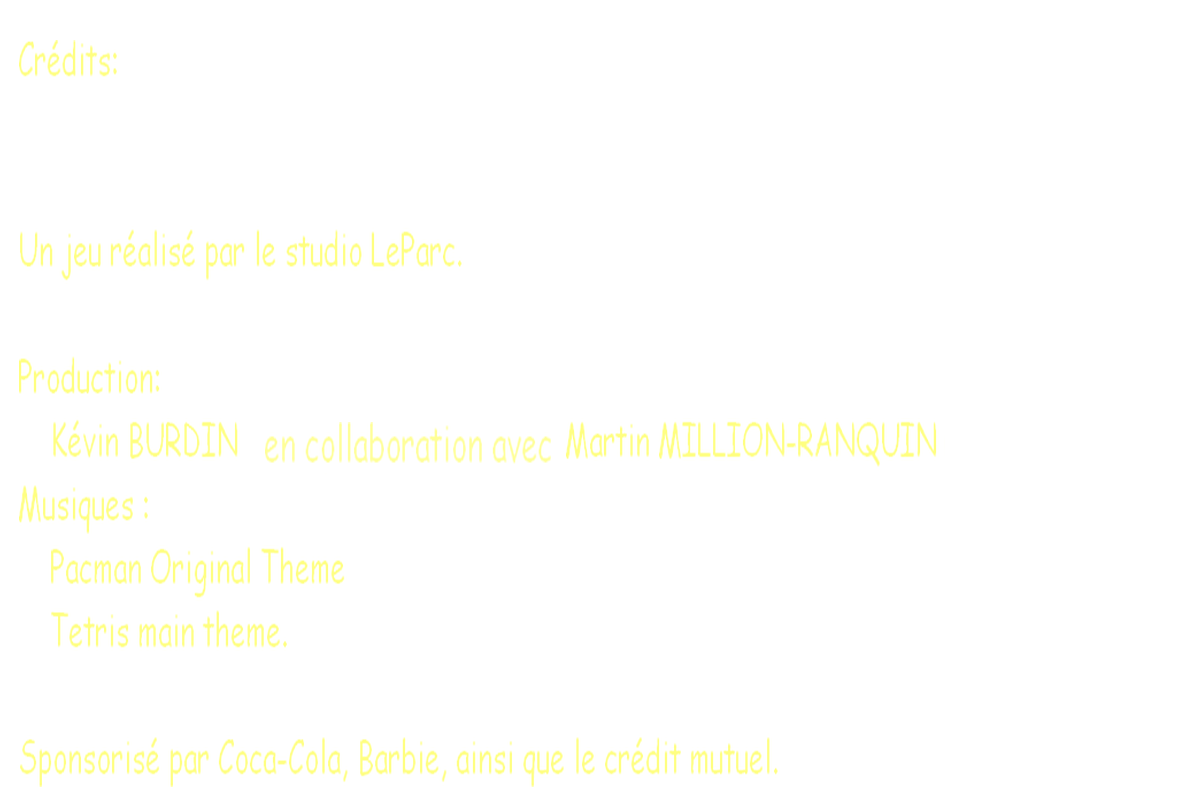 Crédits:
Un jeu réalisé par le studio LeParc.
Production:
Kévin BURDIN en collaboration avec Martin MILLION-RANQUIN
Musiques :
Pacman Original Theme
Tetris main theme.
Sponsorisé par Coca-Cola, Barbie, ainsi que le crédit mutuel.